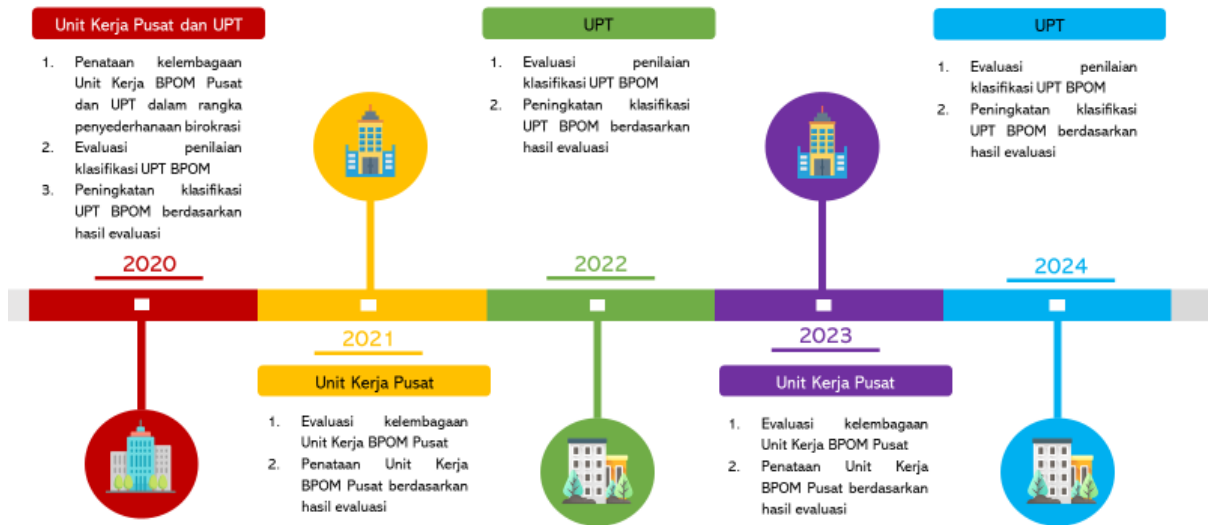 Unit Kerja Pusat dan UPT
1. Penataan kelembagaan
Unit Kerja BPOM Pusat
dan UPT dalam rangka
penyederhanaan birokrasi
2. Evaluasi penilaian
klasifikasi UPT BPOM
3. Peningkatan klasifikasi
UPT BPOM berdasarkan
hasil evaluasi
2020
2021
Unit Kerja Pusat
1. Evaluasi kelembagaan
Unit Kerja BPOM Pusat
2. Penataan Unit Kerja
BPOM Pusat berdasarkan
hasil evaluasi
UPT
1. Evaluasi penilaian
klasifikasi UPT BPOM
2. Peningkatan klasifikasi
UPT BPOM berdasarkan
hasil evaluasi
2022
2023
Unit Kerja Pusat
1. Evaluasi kelembagaan
Unit Kerja BPOM Pusat
2. Penataan Unit Kerja
BPOM Pusat berdasarkan
hasil evaluasi
UPT
1. Evaluasi penilaian
klasifikasi UPT BPOM
2. Peningkatan klasifikasi
UPT BPOM berdasarkan
hasil evaluasi
2024